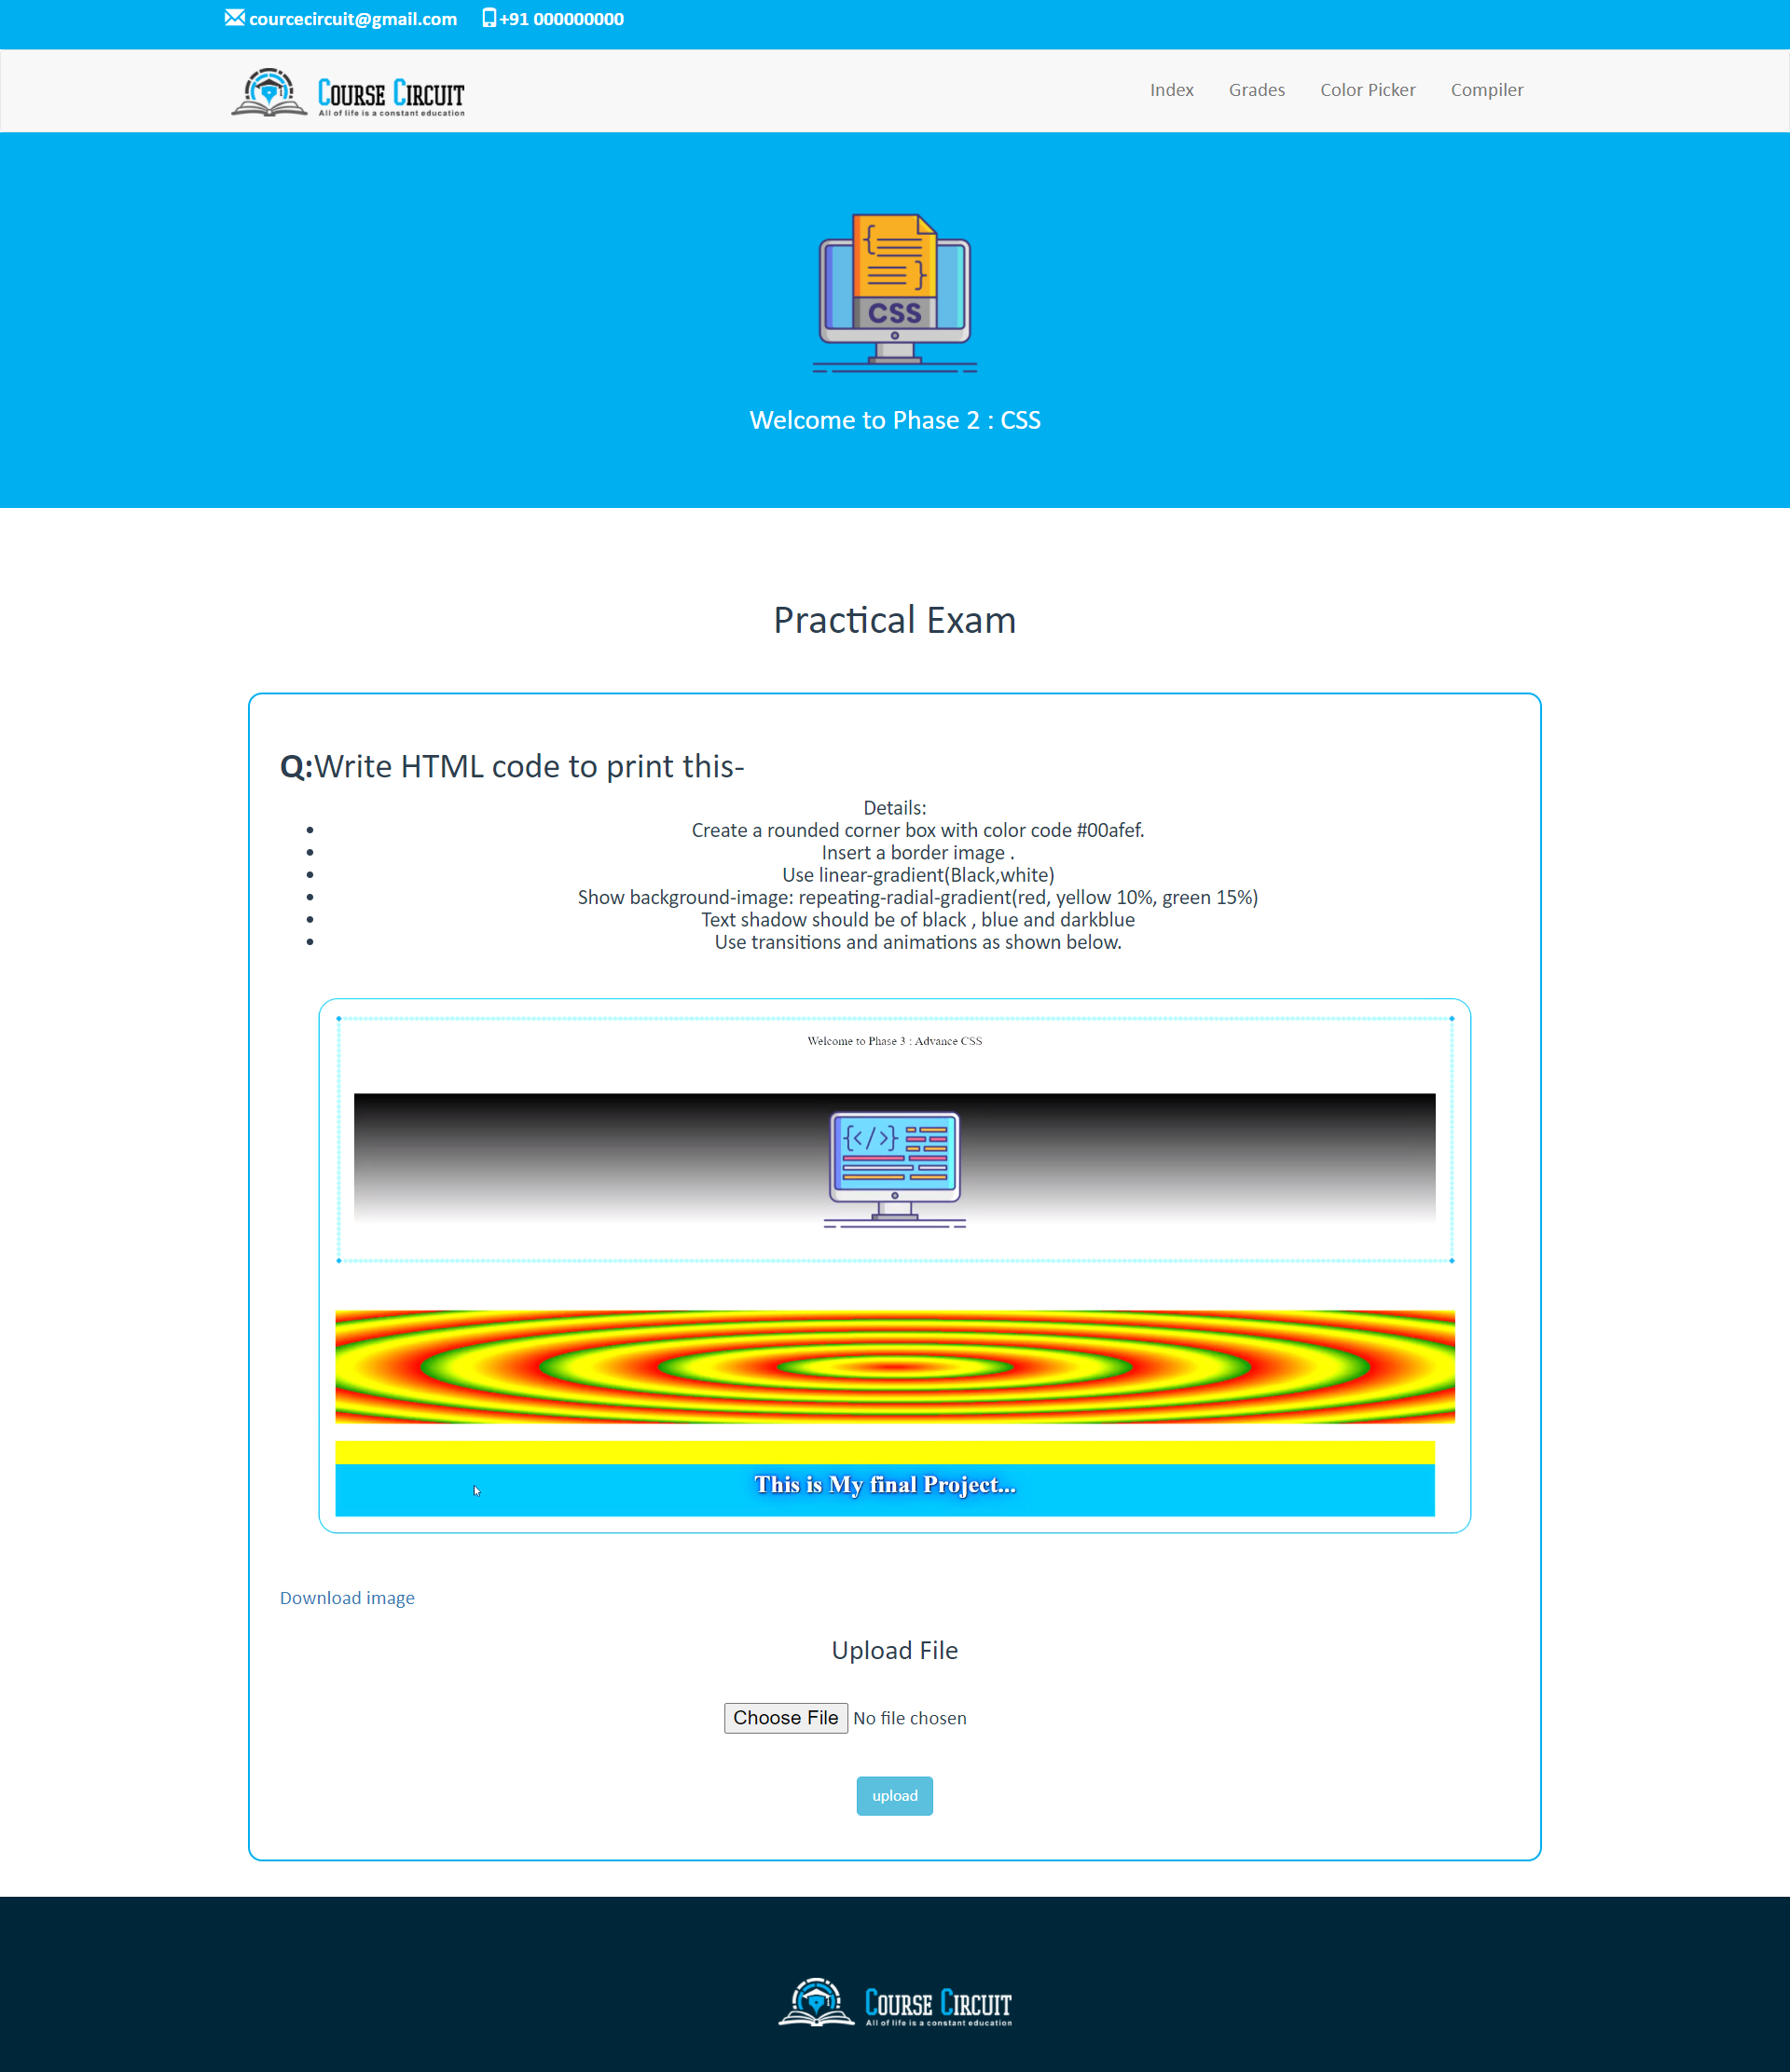 courcecircuit@gmail.com +91 000000000
COURSE CIRCUIT
All of life is a constant education
Index Grades Color Picker Compiler
CSS
Welcome to Phase 2 : CSS
Practical Exam
Q:Write HTML code to print this-
Details:
Create a rounded corner box with color code #00afef.
Insert a border image .
Use linear-gradient(Black,white)
Show background-image: repeating-radial-gradient(red, yellow 10%, green 15%)
Text shadow should be of black , blue and darkblue
Use transitions and animations as shown below.
Welcome to Phase 3 : Advance CSS
{</>}
This is My final Project...
Download image
Upload File
Choose File No file chosen
upload
COURSE CIRCUIT
All of life is a constant education